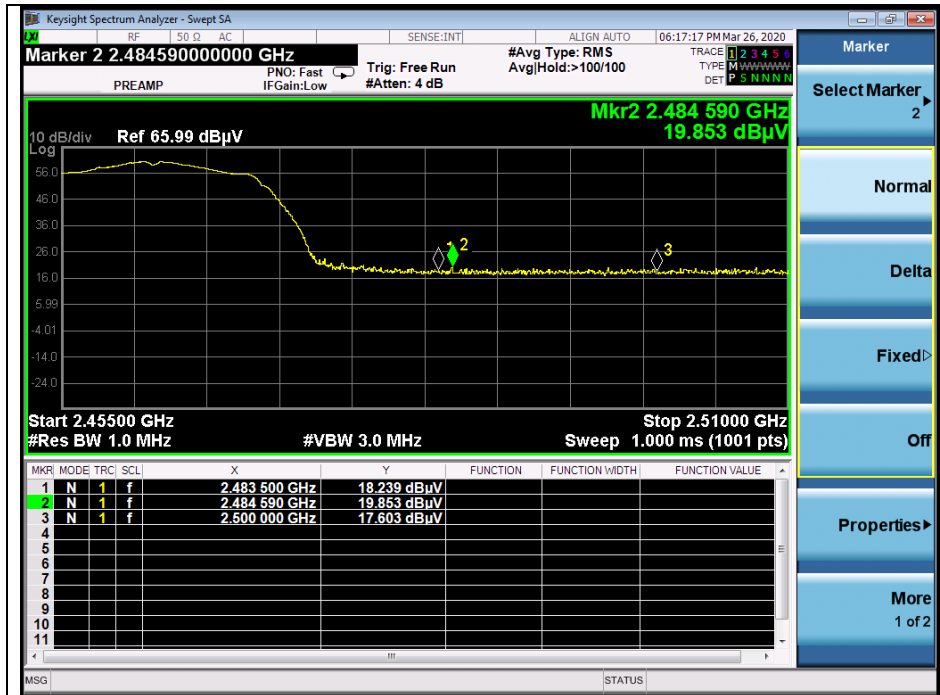 Keysight Spectrum Analyzer - Swept SA
LXI RF 50 Ω AC SENSE:INT ALIGN AUTO 06:17:17 PM Mar 26, 2020
Marker 2 2.484590000000 GHz
PREAMP
PNO: Fast
IFGain:Low
Trig: Free Run
#Atten: 4 dB
#Avg Type: RMS
Avg|Hold:>100/100
TRACE 1 2 3 4 5 6
TYPE M WWWWW
DET P S N N N N
Mkr2 2.484 590 GHz
19.853 dBµV
10 dB/div Ref 65.99 dBµV
Log
56.0
46.0
36.0
26.0
16.0
5.99
-4.01
-14.0
-24.0
1 2
3
Start 2.45500 GHz Stop 2.51000 GHz
#Res BW 1.0 MHz #VBW 3.0 MHz Sweep 1.000 ms (1001 pts)
MKR MODE TRC SCL X Y FUNCTION FUNCTION WIDTH FUNCTION VALUE
1 N 1 f 2.483 500 GHz 18.239 dBµV
2 N 1 f 2.484 590 GHz 19.853 dBµV
3 N 1 f 2.500 000 GHz 17.603 dBµV
4
5
6
7
8
9
10
11
MSG STATUS
Marker
Select Marker
2
Normal
Delta
Fixed
Off
Properties
More
1 of 2